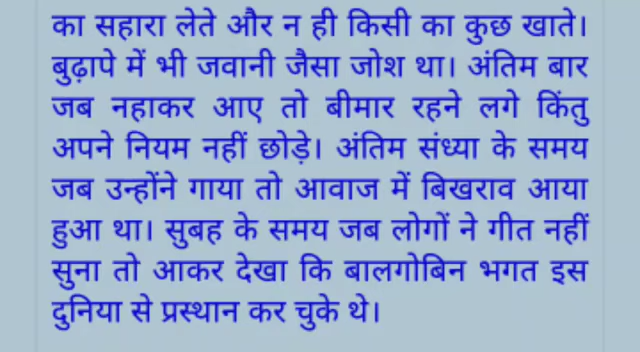 का सहारा लेते और न ही किसी का कुछ खाते।
बुढ़ापे में भी जवानी जैसा जोश था। अंतिम बार
जब नहाकर आए तो बीमार रहने लगे किंतु
अपने नियम नहीं छोड़े। अंतिम संध्या के समय
जब उन्होंने गाया तो आवाज में बिखराव आया
हुआ था। सुबह के समय जब लोगों ने गीत नहीं
सुना तो आकर देखा कि बालगोबिन भगत इस
दुनिया से प्रस्थान कर चुके थे।